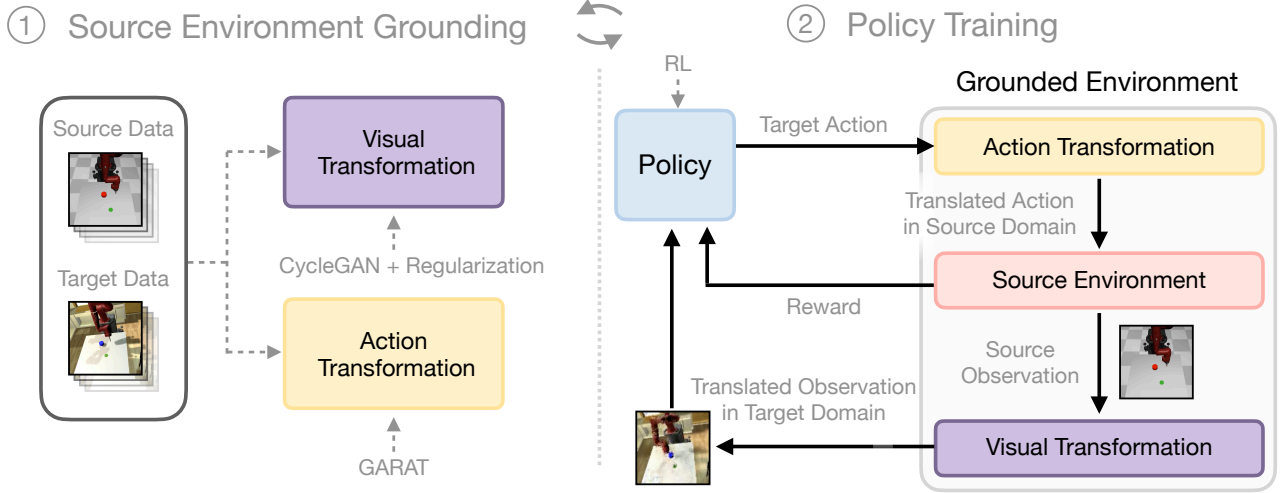 1 Source Environment Grounding
Source Data
Target Data
Visual
Transformation
CycleGAN + Regularization
Action
Transformation
GARAT
2 Policy Training
RL
Policy
Target Action
Grounded Environment
Action Transformation
Translated Action
in Source Domain
Source Environment
Reward
Source
Observation
Translated Observation
in Target Domain
Visual Transformation